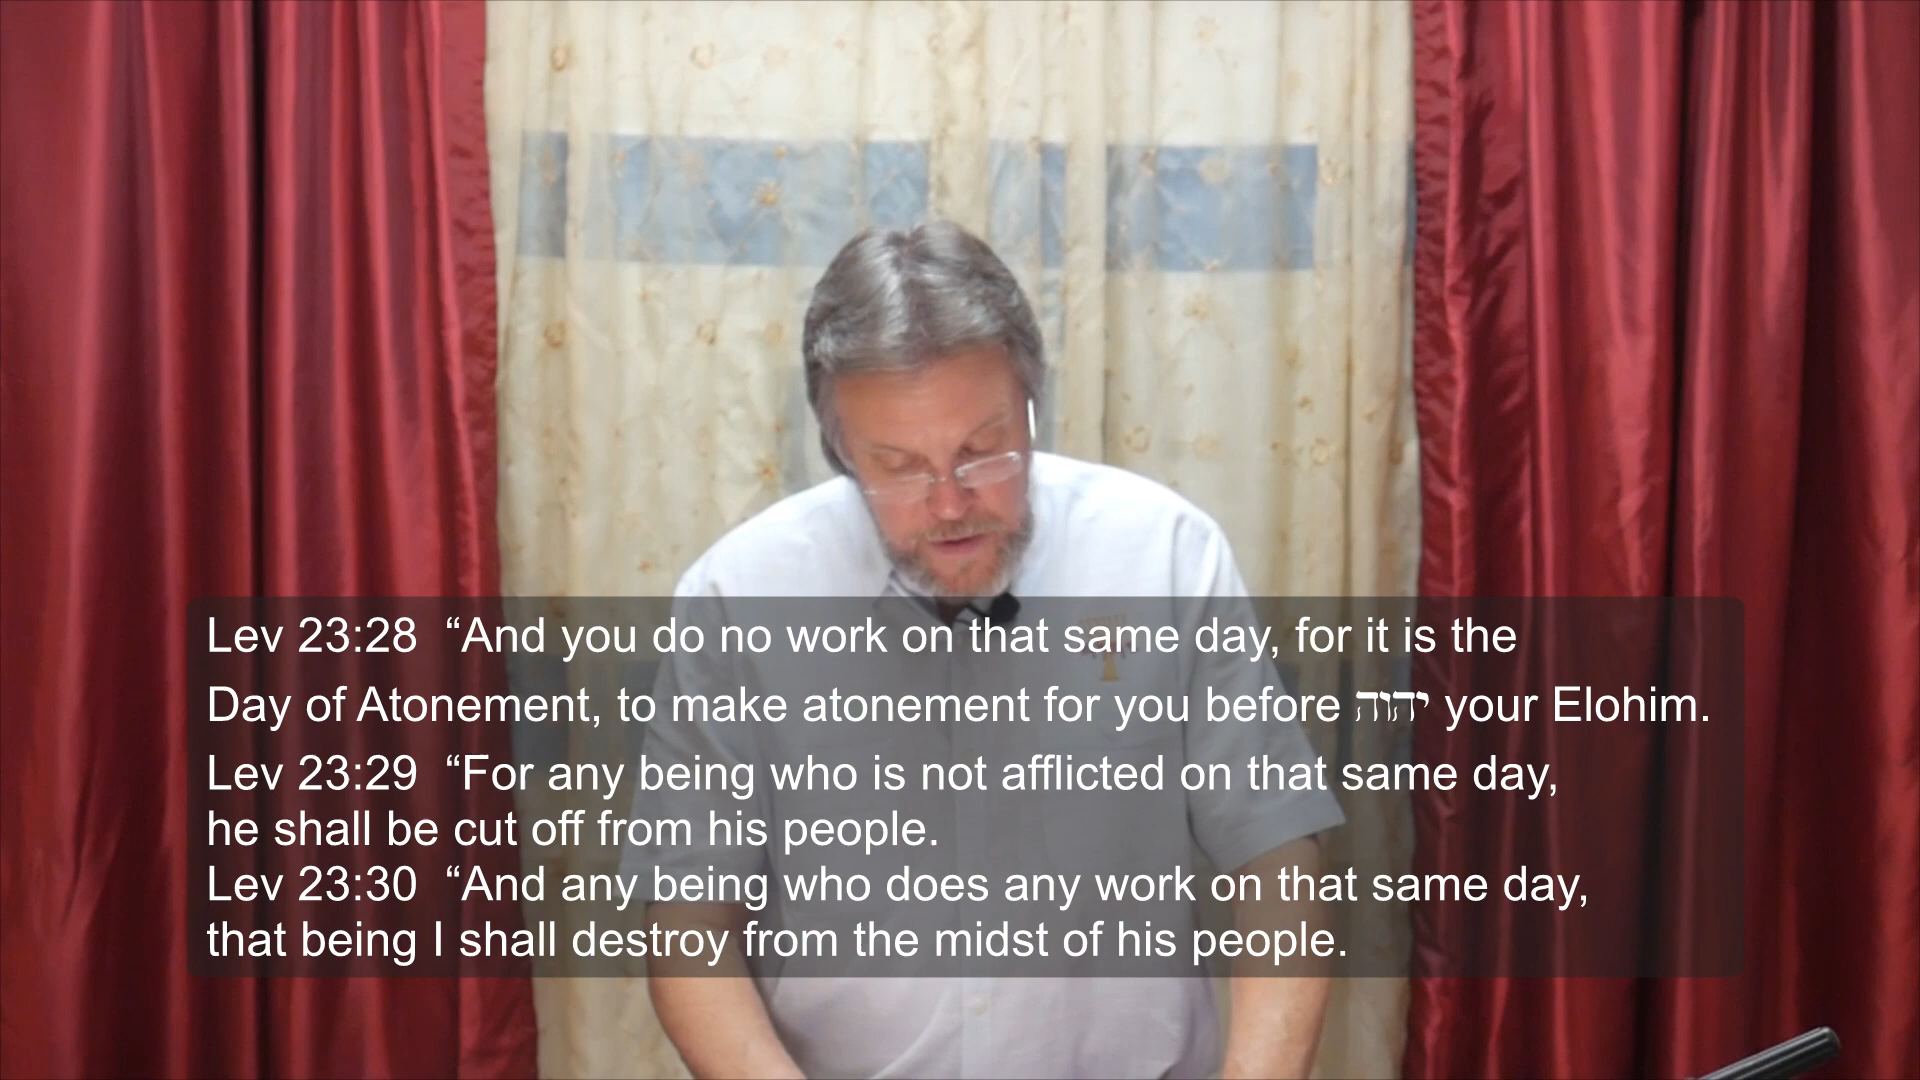 Lev 23:28  “And you do no work on that same day, for it is the
Day of Atonement, to make atonement for you before יהוה your Elohim.
Lev 23:29  “For any being who is not afflicted on that same day,
he shall be cut off from his people.
Lev 23:30  “And any being who does any work on that same day,
that being I shall destroy from the midst of his people.